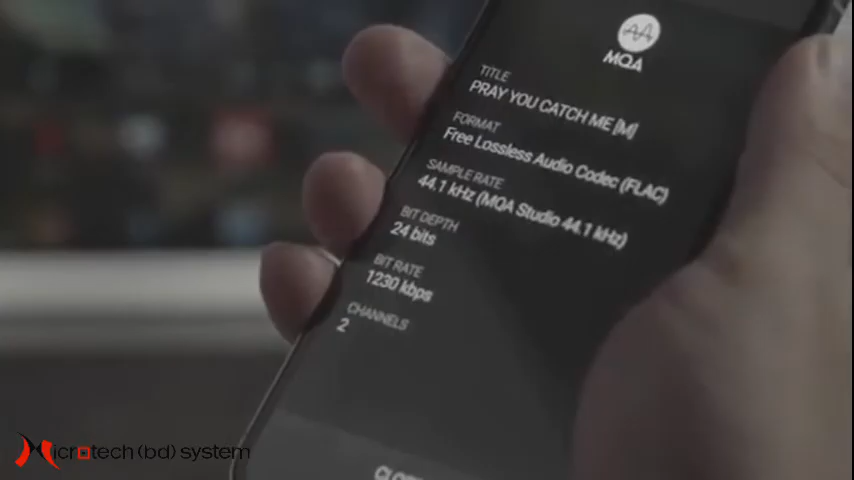 MQA
TITLE
PRAY YOU CATCH ME [M]
FORMAT
Free Lossless Audio Codec (FLAC)
SAMPLE RATE
44.1 kHz (MQA Studio 44.1 kHz)
BIT DEPTH
24 bits
BIT RATE
1230 kbps
CHANNELS
2
Microtech (bd) system